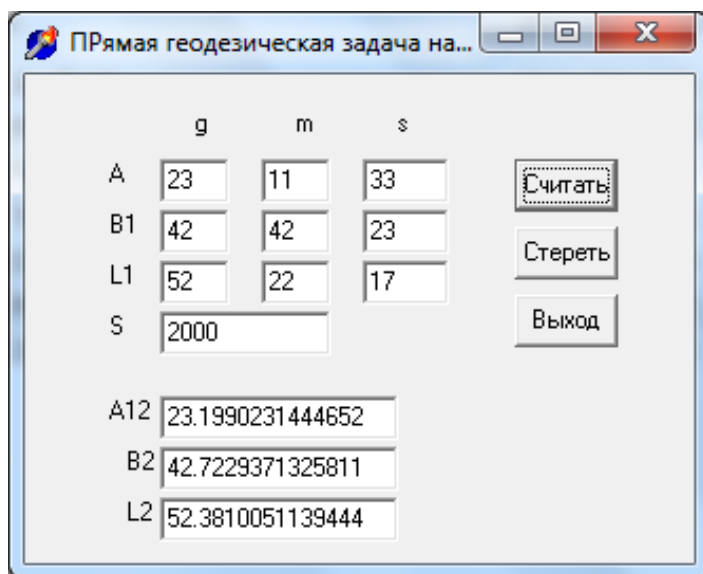 ПРямая геодезическая задача на...
g m s
A 23 11 33 Считать
B1 42 42 23
Стереть
L1 52 22 17
S 2000 Выход
A12 23.1990231444652
B2 42.7229371325811
L2 52.3810051139444